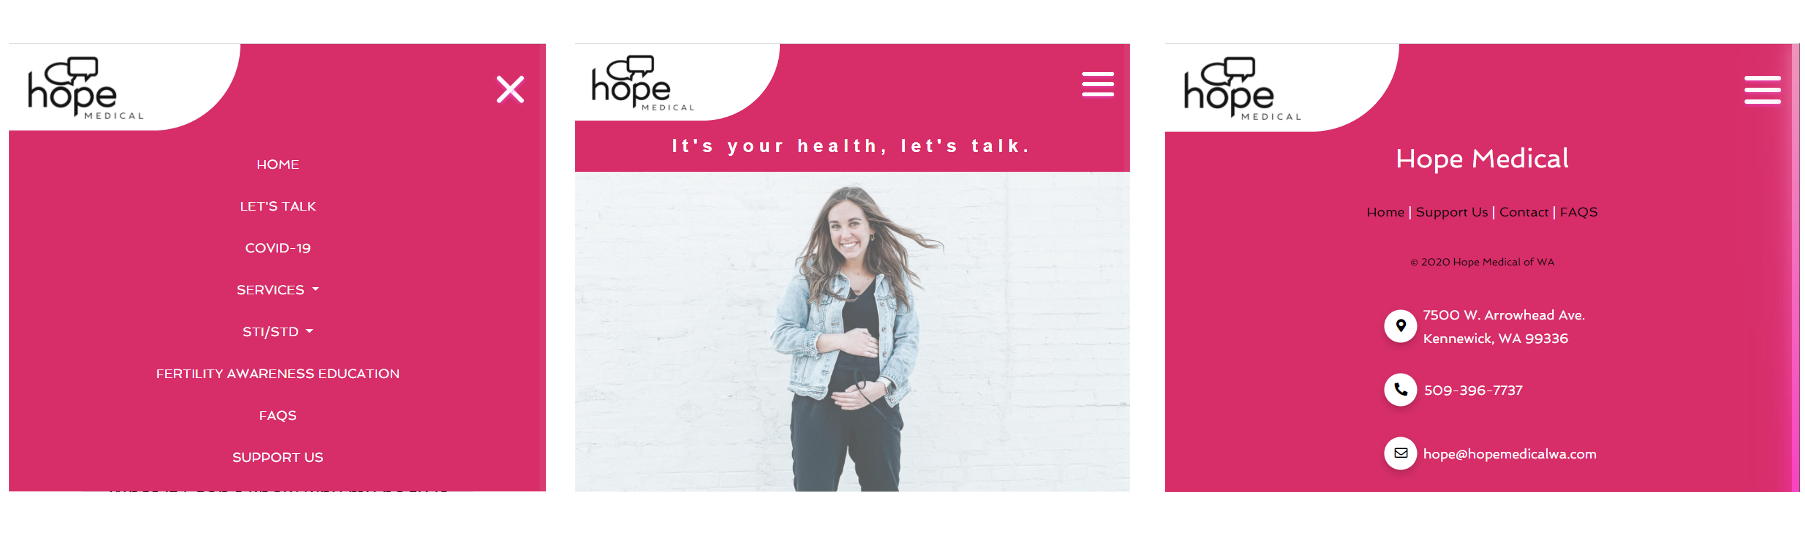 hope
MEDICAL
HOME
LET'S TALK
COVID-19
SERVICES
STI/STD
FERTILITY AWARENESS EDUCATION
FAQS
SUPPORT US
hope
MEDICAL
It's your health, let's talk.
hope
MEDICAL
Hope Medical
Home | Support Us | Contact | FAQS
© 2020 Hope Medical of WA
7500 W. Arrowhead Ave.
Kennewick, WA 99336
509-396-7737
hope@hopemedicalwa.com